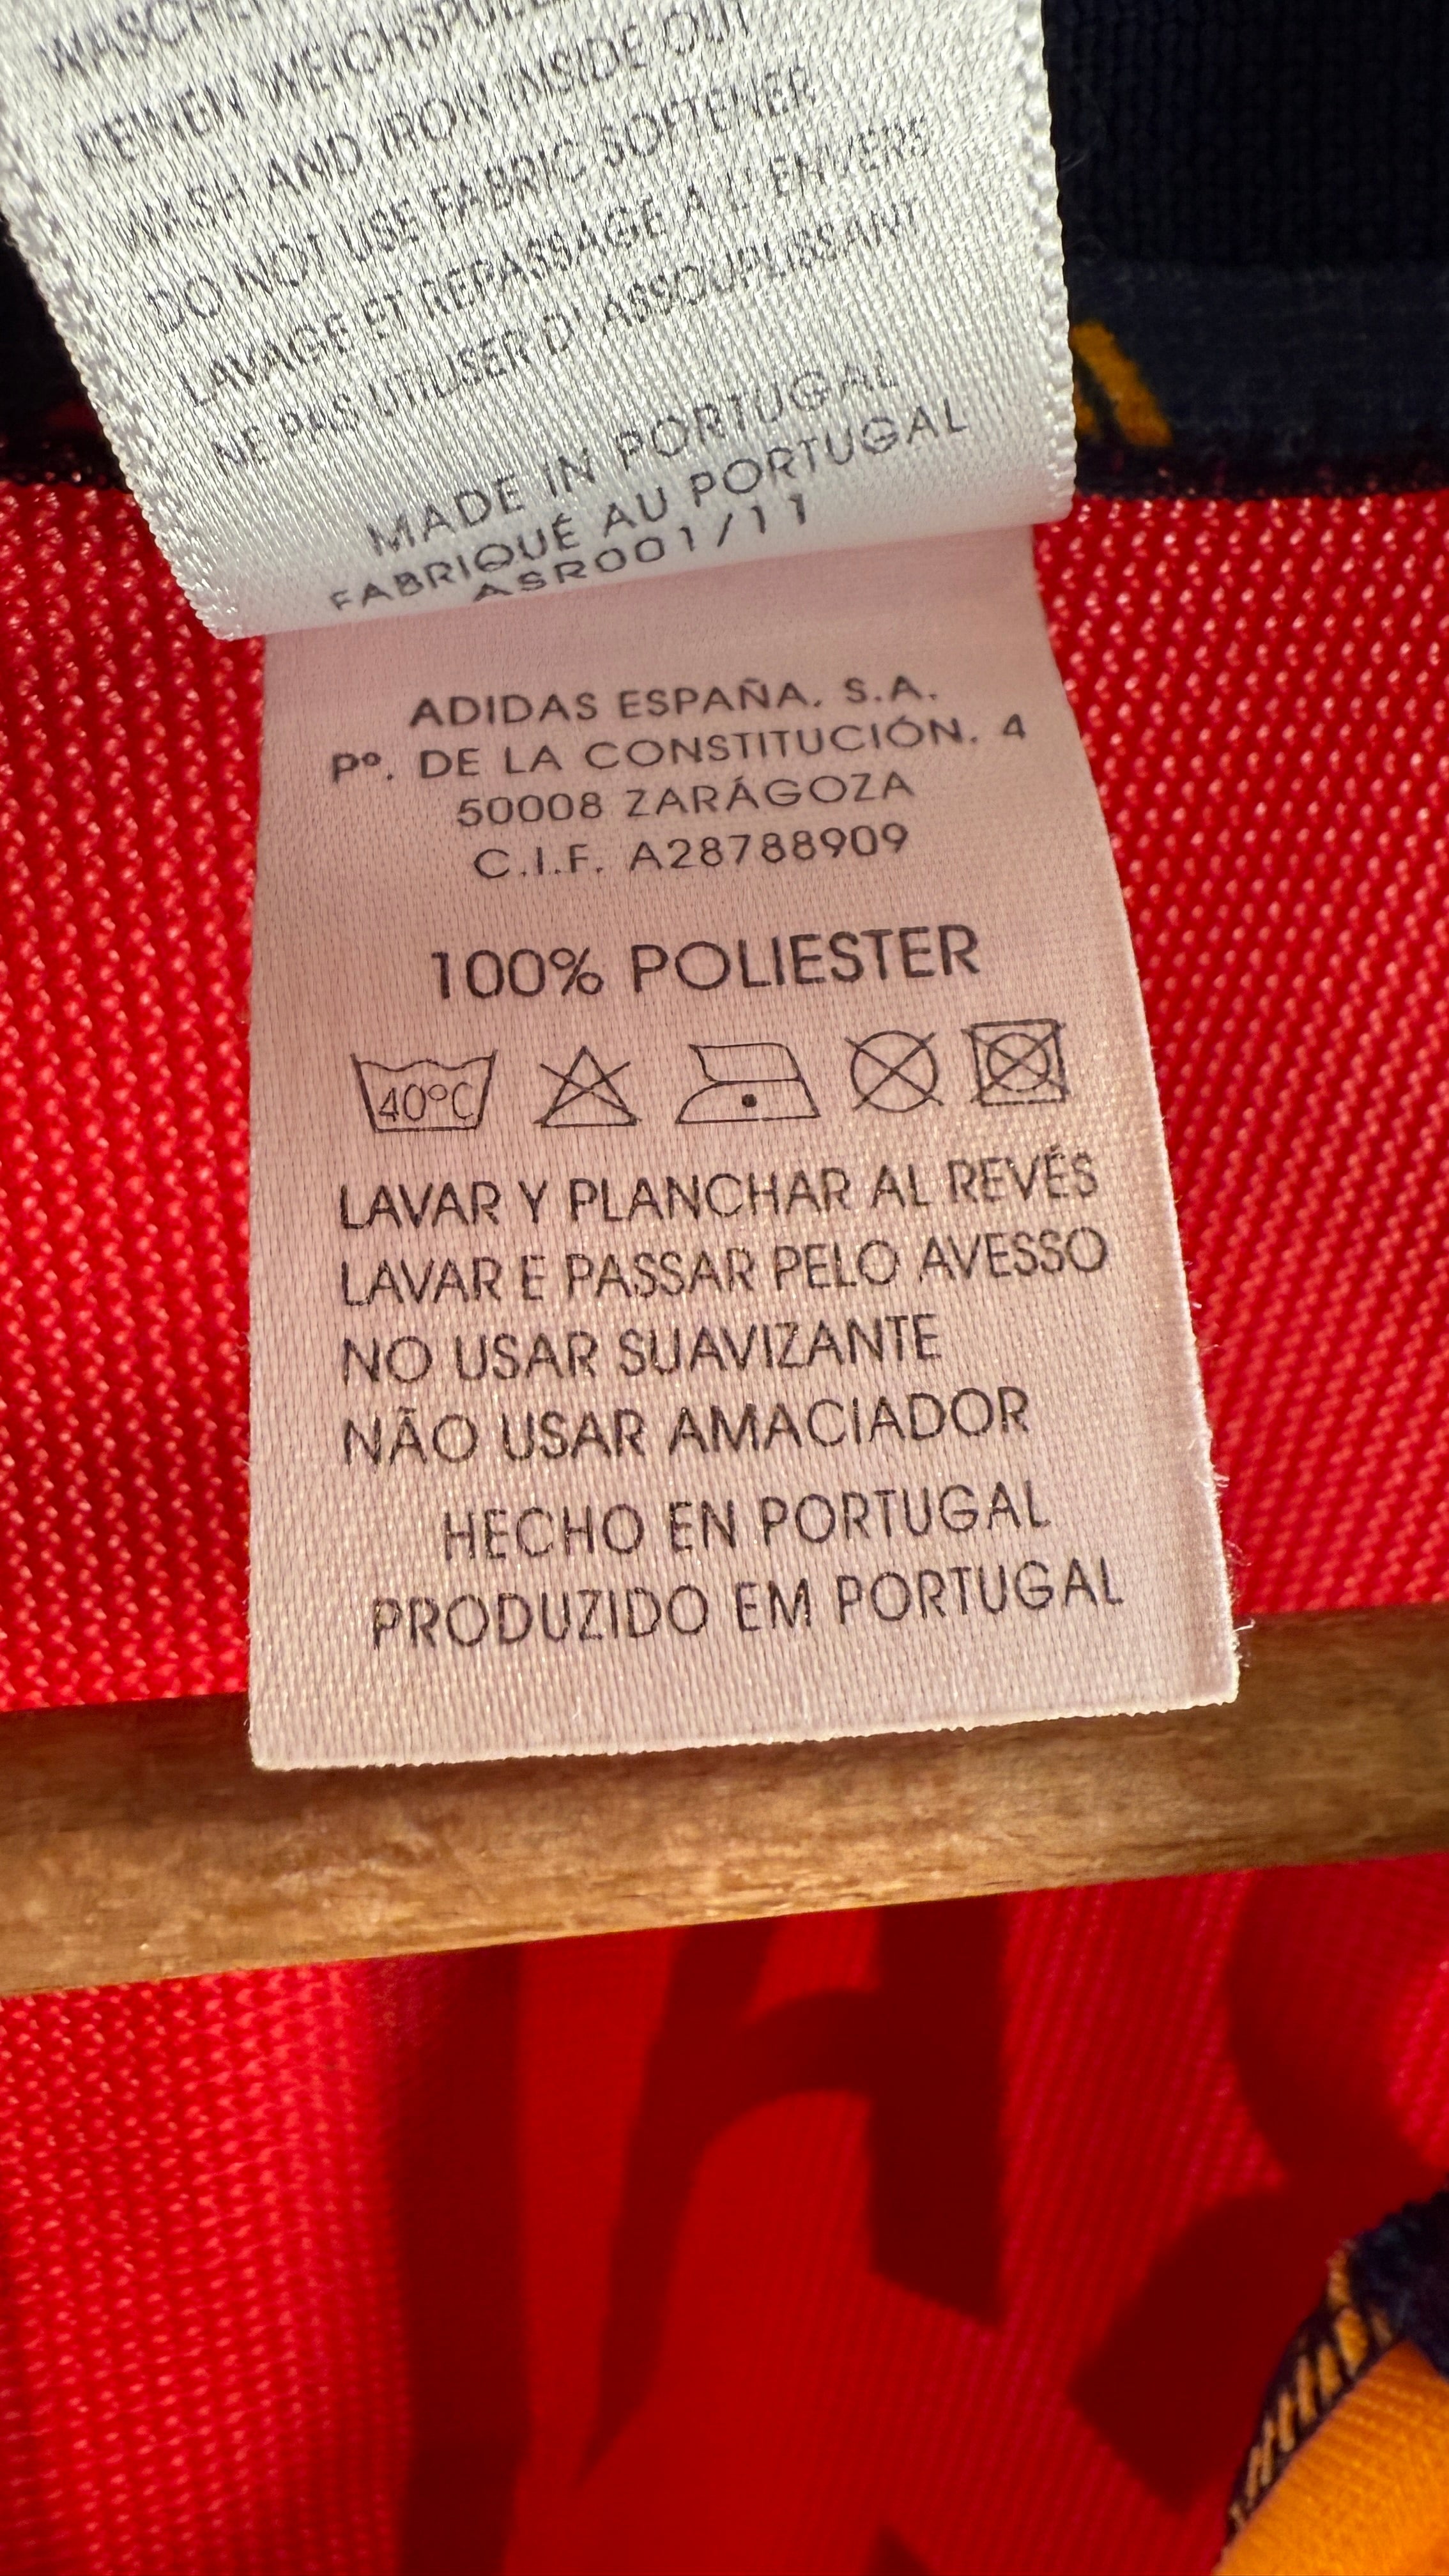 KEINEN WEICHSPÜ
WASH AND IRON INSIDE OUT
DO NOT USE FABRIC SOFTENER
LAVAGE ET REPASSAGE A L' ENVERS
NE PAS UTILISER D' ASSOUPLISSANT
MADE IN PORTUGAL
FABRIQUÉ AU PORTUGAL
ASR001/11
ADIDAS ESPAÑA, S.A.
Pº. DE LA CONSTITUCIÓN, 4
50008 ZARÁGOZA
C.I.F. A28788909
100% POLIESTER
40ºC
LAVAR Y PLANCHAR AL REVÉS
LAVAR E PASSAR PELO AVESSO
NO USAR SUAVIZANTE
NÃO USAR AMACIADOR
HECHO EN PORTUGAL
PRODUZIDO EM PORTUGAL